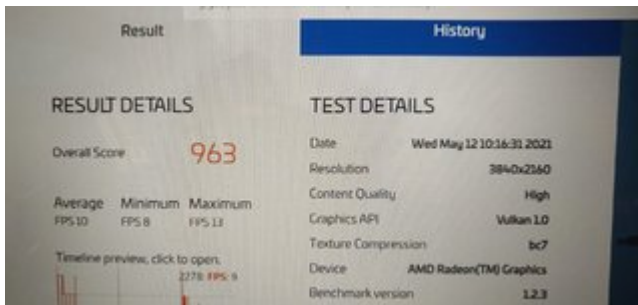 Result
History
RESULT DETAILS
Overall Score 963
Average Minimum Maximum
FPS 10 FPS 8 FPS 13
Timeline preview, click to open:
2278: FPS: 9
TEST DETAILS
Date Wed May 12 10:16:31 2021
Resolution 3840x2160
Content Quality High
Graphics API Vulkan 1.0
Texture Compression bc7
Device AMD Radeon(TM) Graphics
Benchmark version 1.2.3